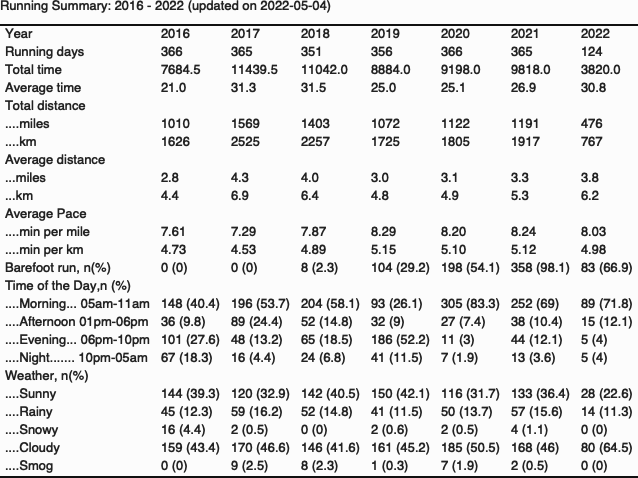 Running Summary: 2016 - 2022 (updated on 2022-05-04)
Year 2016 2017 2018 2019 2020 2021 2022
Running days 366 365 351 356 366 365 124
Total time 7684.5 11439.5 11042.0 8884.0 9198.0 9818.0 3820.0
Average time 21.0 31.3 31.5 25.0 25.1 26.9 30.8
Total distance
....miles 1010 1569 1403 1072 1122 1191 476
....km 1626 2525 2257 1725 1805 1917 767
Average distance
...miles 2.8 4.3 4.0 3.0 3.1 3.3 3.8
...km 4.4 6.9 6.4 4.8 4.9 5.3 6.2
Average Pace
....min per mile 7.61 7.29 7.87 8.29 8.20 8.24 8.03
....min per km 4.73 4.53 4.89 5.15 5.10 5.12 4.98
Barefoot run, n(%) 0 (0) 0 (0) 8 (2.3) 104 (29.2) 198 (54.1) 358 (98.1) 83 (66.9)
Time of the Day,n (%)
....Morning... 05am-11am 148 (40.4) 196 (53.7) 204 (58.1) 93 (26.1) 305 (83.3) 252 (69) 89 (71.8)
....Afternoon 01pm-06pm 36 (9.8) 89 (24.4) 52 (14.8) 32 (9) 27 (7.4) 38 (10.4) 15 (12.1)
....Evening... 06pm-10pm 101 (27.6) 48 (13.2) 65 (18.5) 186 (52.2) 11 (3) 44 (12.1) 5 (4)
....Night....... 10pm-05am 67 (18.3) 16 (4.4) 24 (6.8) 41 (11.5) 7 (1.9) 13 (3.6) 5 (4)
Weather, n(%)
....Sunny 144 (39.3) 120 (32.9) 142 (40.5) 150 (42.1) 116 (31.7) 133 (36.4) 28 (22.6)
....Rainy 45 (12.3) 59 (16.2) 52 (14.8) 41 (11.5) 50 (13.7) 57 (15.6) 14 (11.3)
....Snowy 16 (4.4) 2 (0.5) 0 (0) 2 (0.6) 2 (0.5) 4 (1.1) 0 (0)
....Cloudy 159 (43.4) 170 (46.6) 146 (41.6) 161 (45.2) 185 (50.5) 168 (46) 80 (64.5)
....Smog 0 (0) 9 (2.5) 8 (2.3) 1 (0.3) 7 (1.9) 2 (0.5) 0 (0)